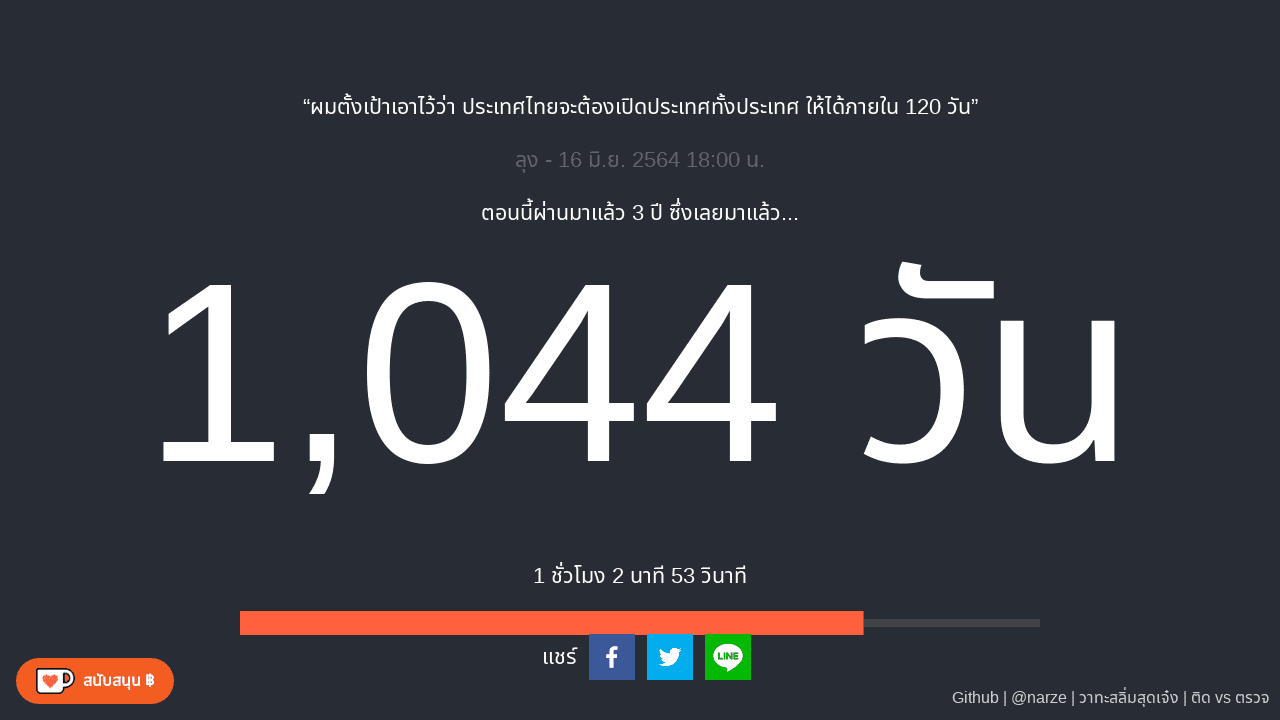 “ผมตั้งเป้าเอาไว้ว่า ประเทศไทยจะต้องเปิดประเทศทั้งประเทศ ให้ได้ภายใน 120 วัน”
ลุง - 16 มิ.ย. 2564 18:00 น.
ตอนนี้ผ่านมาแล้ว 3 ปี ซึ่งเลยมาแล้ว...
1,044 วัน
1 ชั่วโมง 2 นาที 53 วินาที
แชร์
LINE
สนับสนุน ฿
Github | @narze | วาทะสลิ่มสุดเจ๋ง | ติด vs ตรวจ